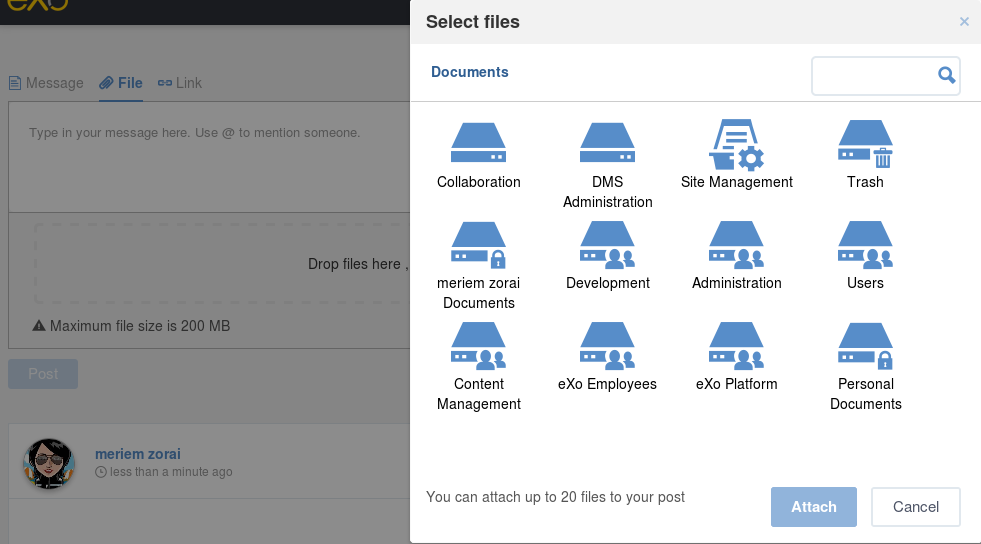 eXo
Message File Link
Type in your message here. Use @ to mention someone.
Drop files here ,
Maximum file size is 200 MB
Post
meriem zorai
less than a minute ago
Select files
×
Documents
Collaboration
DMS
Administration
Site Management
Trash
meriem zorai
Documents
Development
Administration
Users
Content
Management
eXo Employees
eXo Platform
Personal
Documents
You can attach up to 20 files to your post
Attach
Cancel